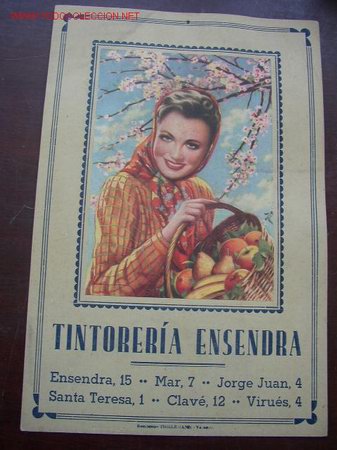 TODOCOLECCION.NET
TINTORERÍA ENSENDRA
Ensendra, 15 •• Mar, 7 •• Jorge Juan, 4
Santa Teresa, 1 •• Clavé, 12 •• Virués, 4